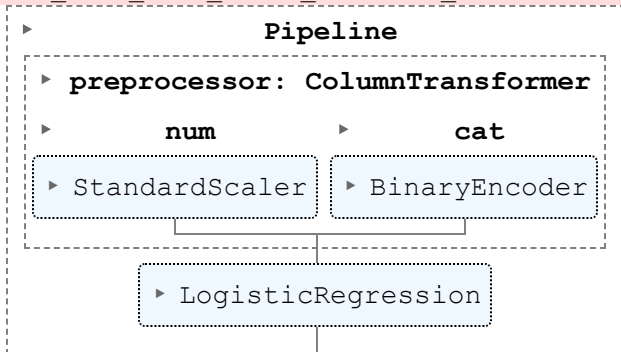 Pipeline
preprocessor: ColumnTransformer
num cat
StandardScaler BinaryEncoder
LogisticRegression